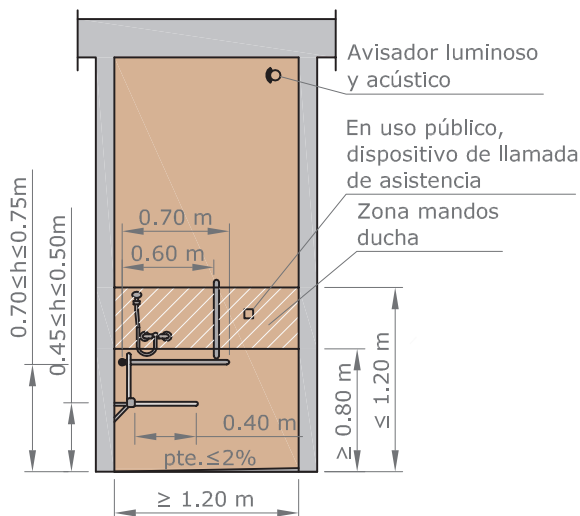 Avisador luminoso
y acústico
En uso público,
dispositivo de llamada
de asistencia
Zona mandos
ducha
0.70 m
0.60 m
0.70≤h≤0.75m
0.45≤h≤0.50m
0.40 m
pte.≤2%
≥ 0.80 m
≤ 1.20 m
≥ 1.20 m